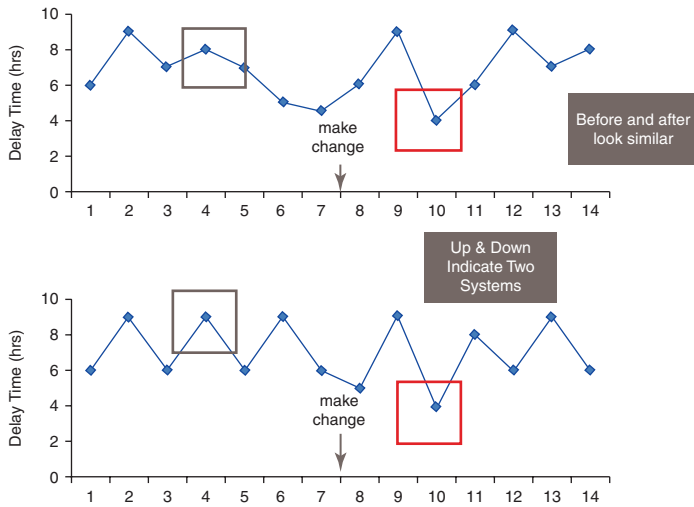 10
8
6
4
2
0
Delay Time (hrs)
make
change
1 2 3 4 5 6 7 8 9 10 11 12 13 14
Before and after
look similar
Up & Down
Indicate Two
Systems
10
8
6
4
2
0
Delay Time (hrs)
make
change
1 2 3 4 5 6 7 8 9 10 11 12 13 14